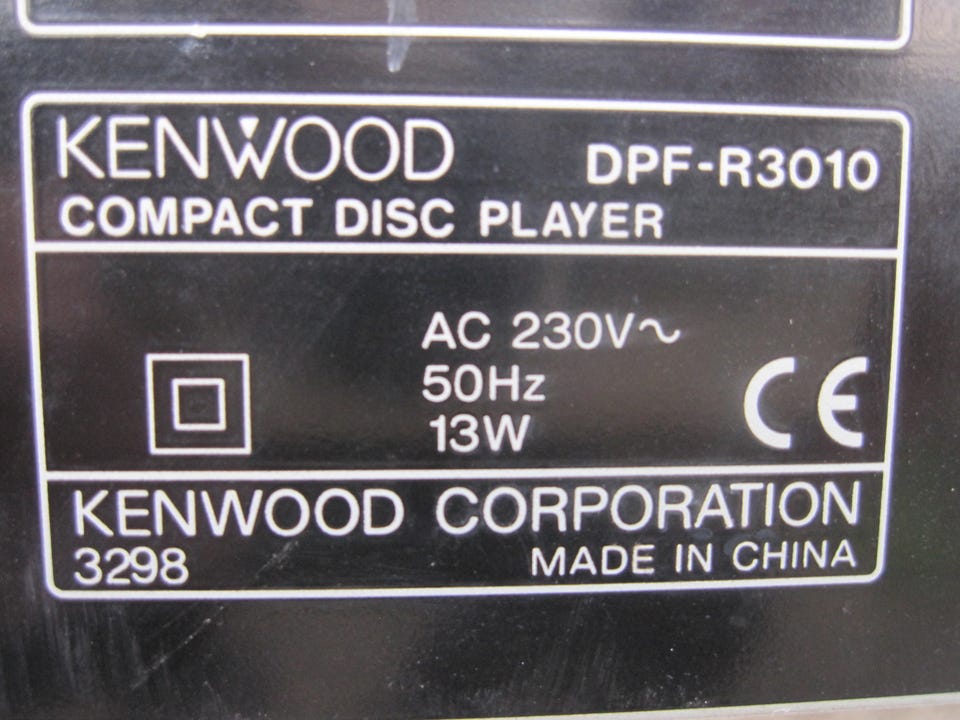 KENWOOD DPF-R3010
COMPACT DISC PLAYER
AC 230V~
50Hz
13W
CE
KENWOOD CORPORATION
3298 MADE IN CHINA